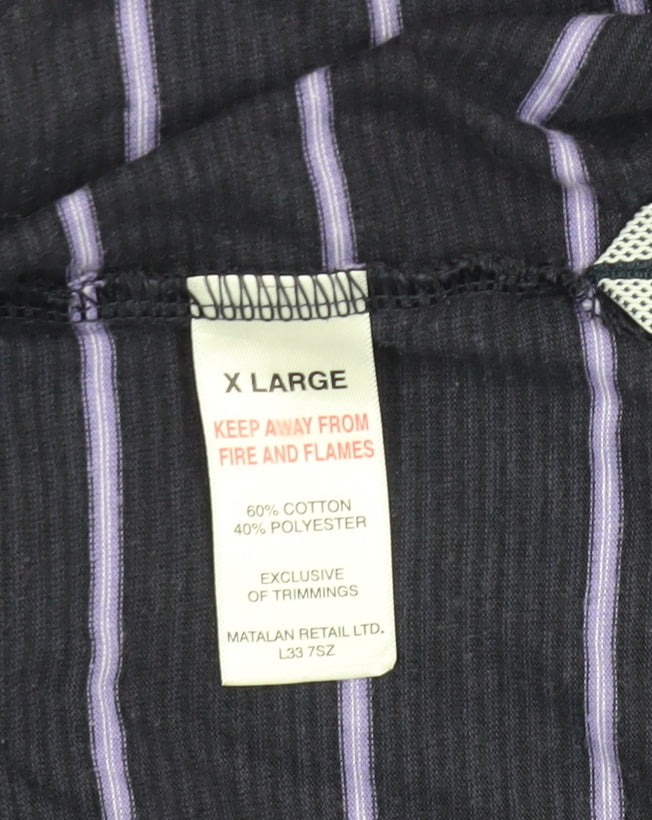 X LARGE
KEEP AWAY FROM
FIRE AND FLAMES
60% COTTON
40% POLYESTER
EXCLUSIVE
OF TRIMMINGS
MATALAN RETAIL LTD.
L33 7SZ